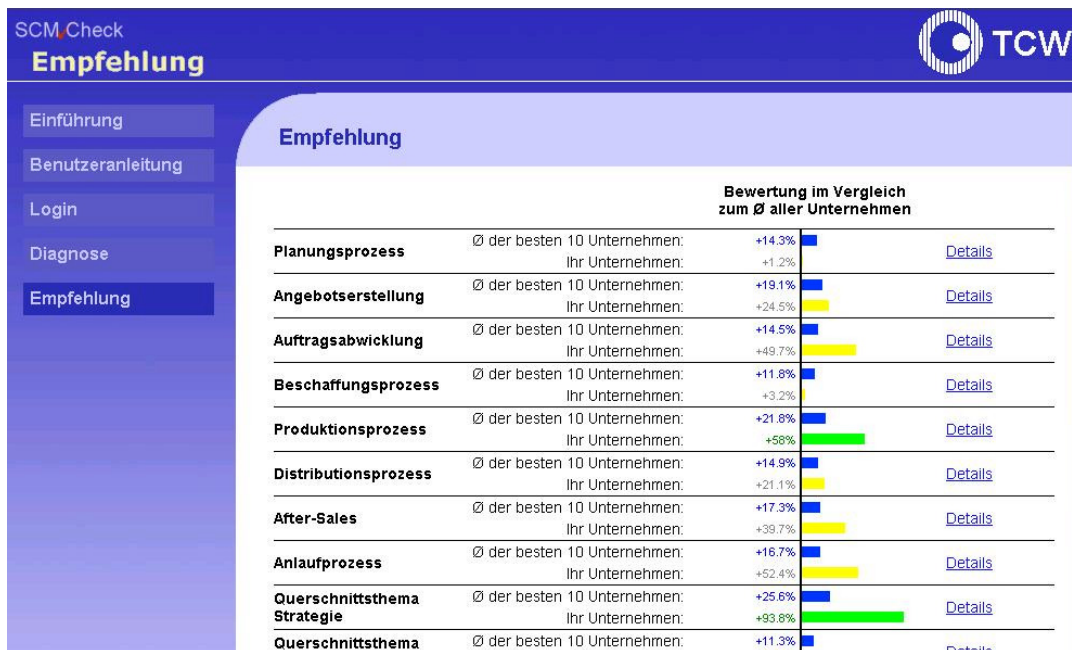 SCM Check
Empfehlung
TCW
Einführung
Benutzeranleitung
Login
Diagnose
Empfehlung
Empfehlung
Bewertung im Vergleich
zum Ø aller Unternehmen
Planungsprozess
Ø der besten 10 Unternehmen: +14.3%
Ihr Unternehmen: +1.2%
Details
Angebotserstellung
Ø der besten 10 Unternehmen: +19.1%
Ihr Unternehmen: +24.5%
Details
Auftragsabwicklung
Ø der besten 10 Unternehmen: +14.5%
Ihr Unternehmen: +49.7%
Details
Beschaffungsprozess
Ø der besten 10 Unternehmen: +11.8%
Ihr Unternehmen: +3.2%
Details
Produktionsprozess
Ø der besten 10 Unternehmen: +21.8%
Ihr Unternehmen: +58%
Details
Distributionsprozess
Ø der besten 10 Unternehmen: +14.9%
Ihr Unternehmen: +21.1%
Details
After-Sales
Ø der besten 10 Unternehmen: +17.3%
Ihr Unternehmen: +39.7%
Details
Anlaufprozess
Ø der besten 10 Unternehmen: +16.7%
Ihr Unternehmen: +52.4%
Details
Querschnittsthema
Strategie
Ø der besten 10 Unternehmen: +25.6%
Ihr Unternehmen: +93.8%
Details
Querschnittsthema
Ø der besten 10 Unternehmen: +11.3%
Details